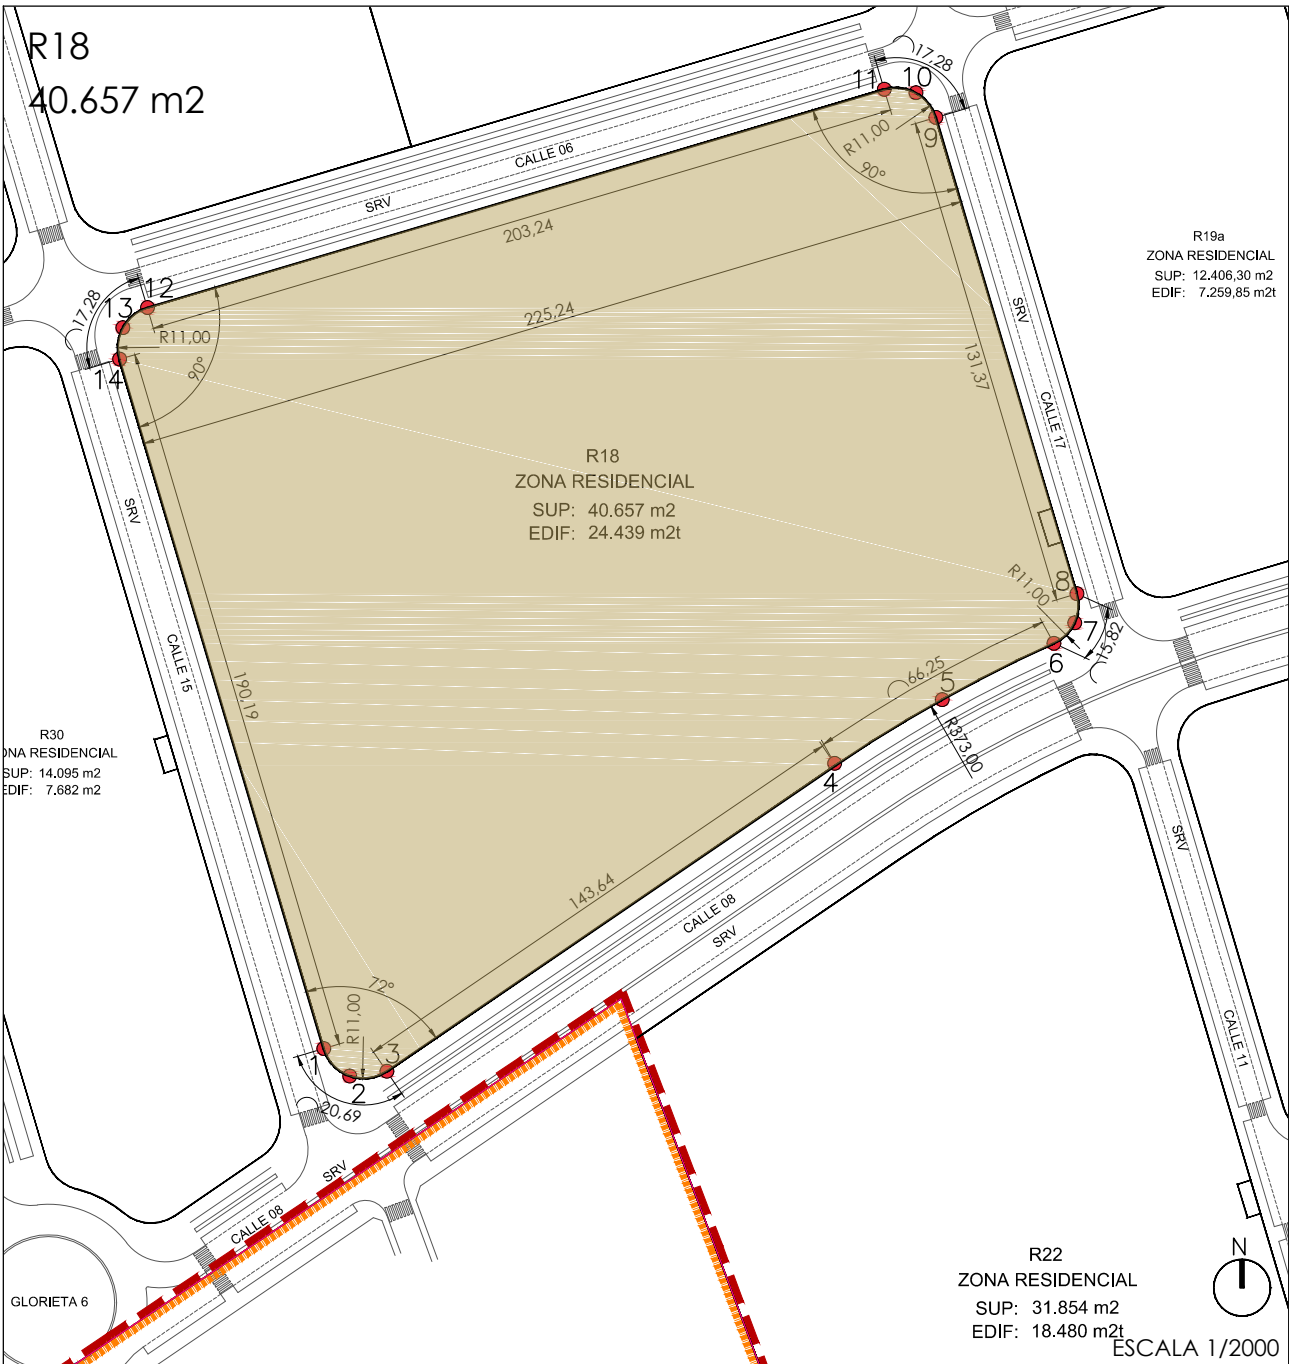 R18
40.657 m2
17,28
11
10
9
R11,00
90°
CALLE 06
SRV
203,24
225,24
R19a
ZONA RESIDENCIAL
SUP: 12.406,30 m2
EDIF: 7.259,85 m2t
12
13
17,28
R11,00
90°
14
SRV
131,37
CALLE 17
R18
ZONA RESIDENCIAL
SUP: 40.657 m2
EDIF: 24.439 m2t
SRV
CALLE 15
190,19
R11,00
8
7
15,82
6
66,25
5
R373,00
4
R30
ONA RESIDENCIAL
SUP: 14.095 m2
EDIF: 7.682 m2
143,64
CALLE 08
SRV
SRV
CALLE 11
72°
R11,00
1
2
3
20,69
SRV
CALLE 08
GLORIETA 6
R22
ZONA RESIDENCIAL
SUP: 31.854 m2
EDIF: 18.480 m2t
N
ESCALA 1/2000